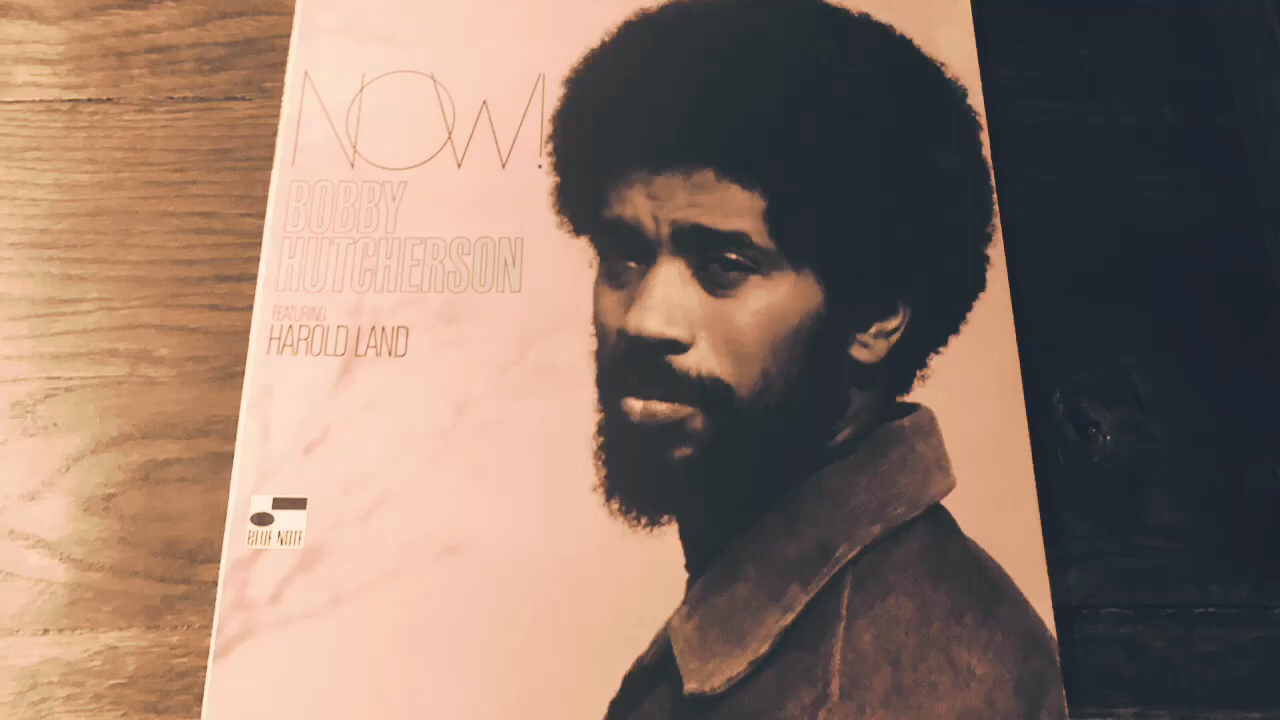 NOW!
BOBBY
HUTCHERSON
FEATURING
HAROLD LAND
BLUE NOTE